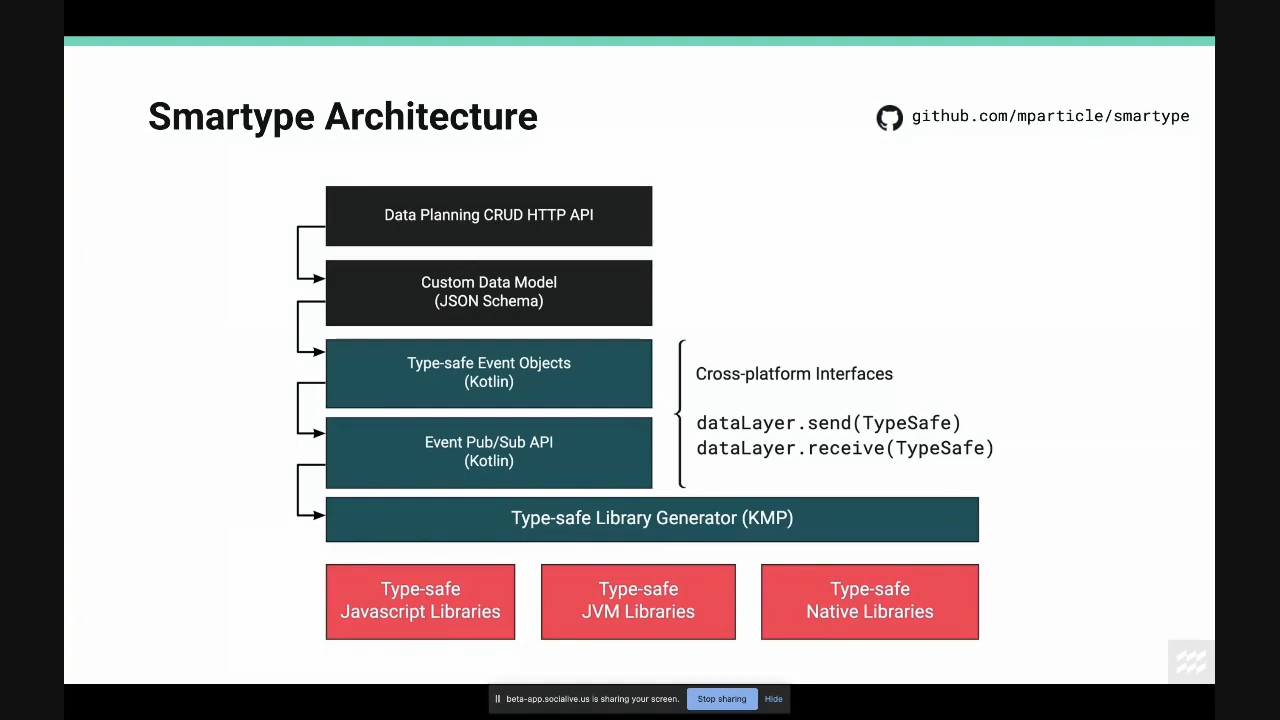 Smartype Architecture
github.com/mparticle/smartype
Data Planning CRUD HTTP API
Custom Data Model
(JSON Schema)
Type-safe Event Objects
(Kotlin)
Cross-platform Interfaces
dataLayer.send(TypeSafe)
dataLayer.receive(TypeSafe)
Event Pub/Sub API
(Kotlin)
Type-safe Library Generator (KMP)
Type-safe
Javascript Libraries
Type-safe
JVM Libraries
Type-safe
Native Libraries
beta-app.socialive.us is sharing your screen.
Stop sharing
Hide